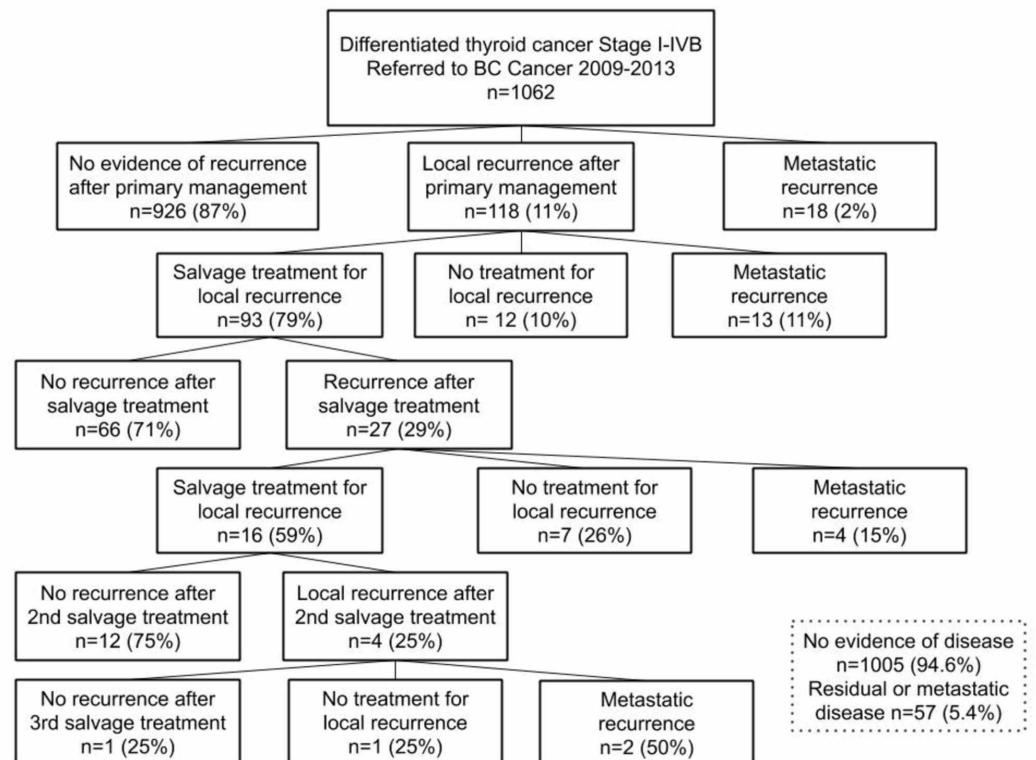 Differentiated thyroid cancer Stage I-IVB
Referred to BC Cancer 2009-2013
n=1062
No evidence of recurrence
after primary management
n=926 (87%)
Local recurrence after
primary management
n=118 (11%)
Metastatic
recurrence
n=18 (2%)
Salvage treatment for
local recurrence
n=93 (79%)
No treatment for
local recurrence
n= 12 (10%)
Metastatic
recurrence
n=13 (11%)
No recurrence after
salvage treatment
n=66 (71%)
Recurrence after
salvage treatment
n=27 (29%)
Salvage treatment for
local recurrence
n=16 (59%)
No treatment for
local recurrence
n=7 (26%)
Metastatic
recurrence
n=4 (15%)
No recurrence after
2nd salvage treatment
n=12 (75%)
Local recurrence after
2nd salvage treatment
n=4 (25%)
No recurrence after
3rd salvage treatment
n=1 (25%)
No treatment for
local recurrence
n=1 (25%)
Metastatic
recurrence
n=2 (50%)
No evidence of disease
n=1005 (94.6%)
Residual or metastatic
disease n=57 (5.4%)